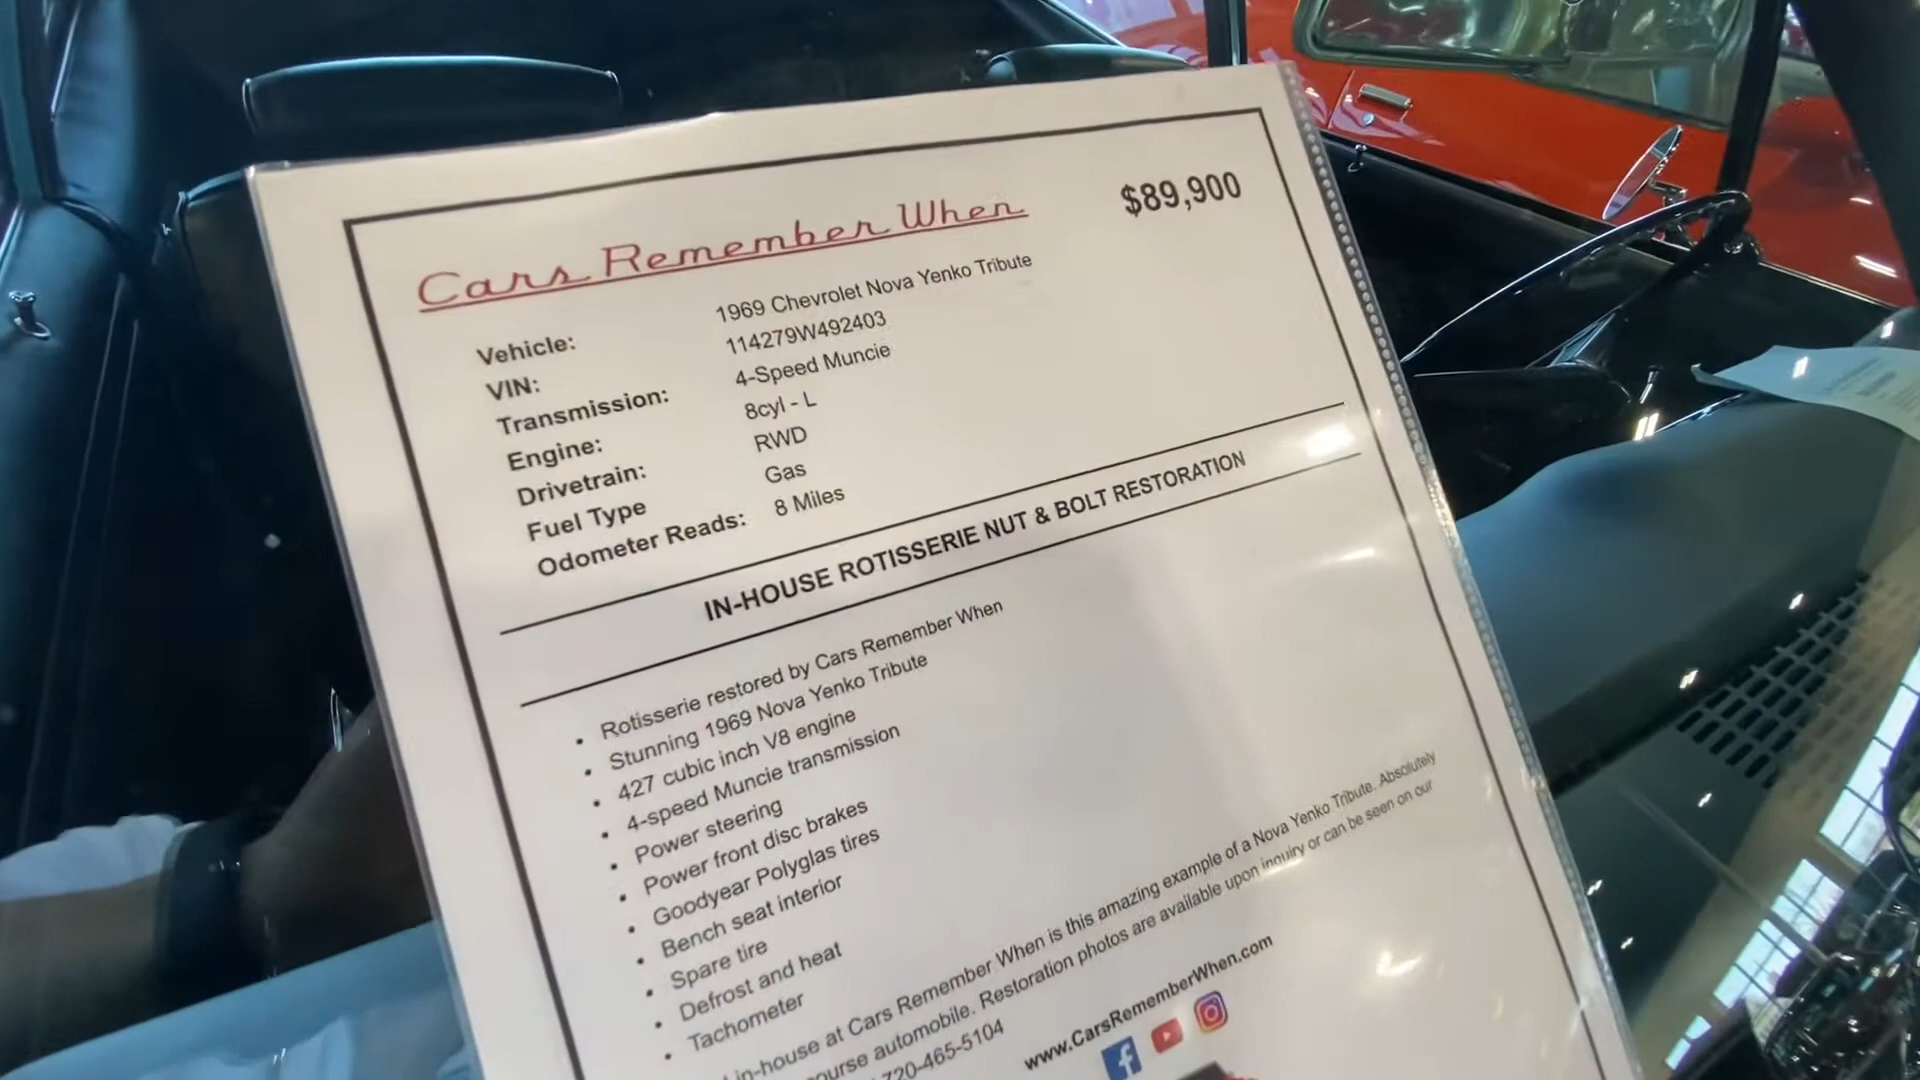 Cars Remember When
$89,900
Vehicle: 1969 Chevrolet Nova Yenko Tribute
VIN: 114279W492403
Transmission: 4-Speed Muncie
Engine: 8cyl - L
Drivetrain: RWD
Fuel Type Gas
Odometer Reads: 8 Miles
IN-HOUSE ROTISSERIE NUT & BOLT RESTORATION
• Rotisserie restored by Cars Remember When
• Stunning 1969 Nova Yenko Tribute
• 427 cubic inch V8 engine
• 4-speed Muncie transmission
• Power steering
• Power front disc brakes
• Goodyear Polyglas tires
• Bench seat interior
• Spare tire
• Defrost and heat
• Tachometer
in-house at Cars Remember When is this amazing example of a Nova Yenko Tribute. Absolutely
automobile. Restoration photos are available upon inquiry or can be seen on our
720-465-5104
www.CarsRememberWhen.com